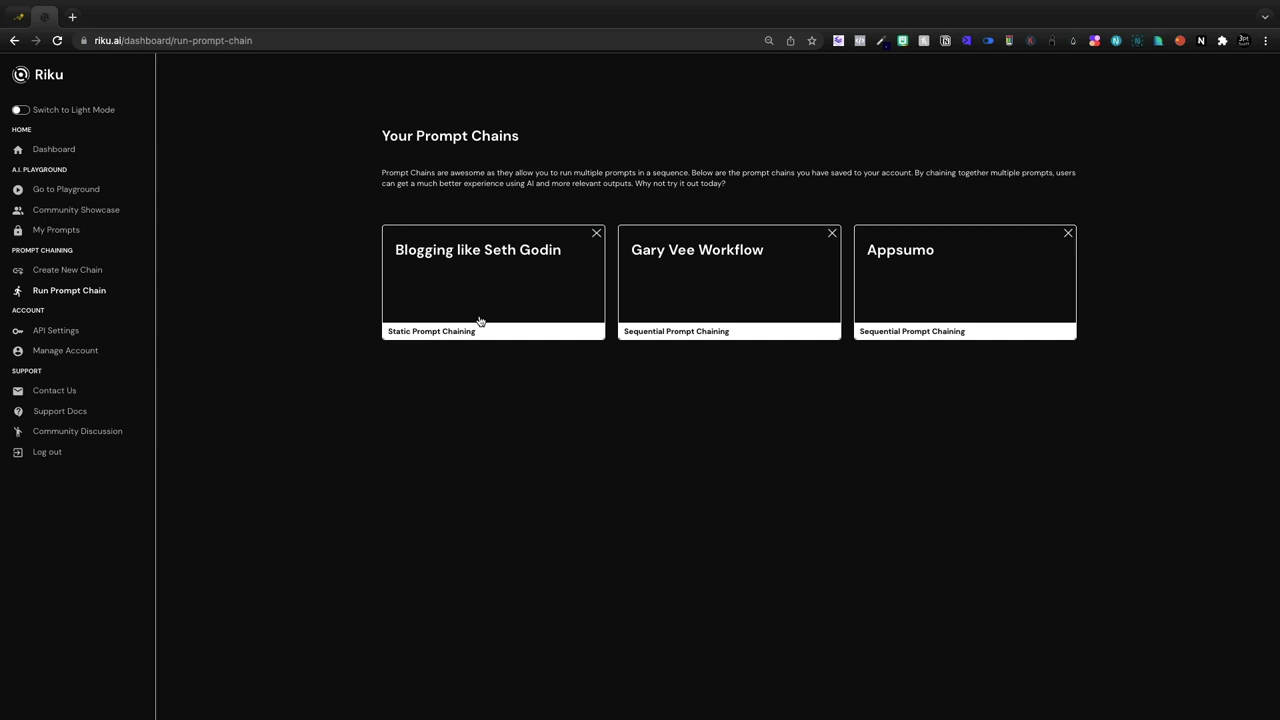 riku.ai/dashboard/run-prompt-chain
Riku
Switch to Light Mode
HOME
Dashboard
A.I. PLAYGROUND
Go to Playground
Community Showcase
My Prompts
PROMPT CHAINING
Create New Chain
Run Prompt Chain
ACCOUNT
API Settings
Manage Account
SUPPORT
Contact Us
Support Docs
Community Discussion
Log out
Your Prompt Chains
Prompt Chains are awesome as they allow you to run multiple prompts in a sequence. Below are the prompt chains you have saved to your account. By chaining together multiple prompts, users
can get a much better experience using AI and more relevant outputs. Why not try it out today?
Blogging like Seth Godin
Static Prompt Chaining
Gary Vee Workflow
Sequential Prompt Chaining
Appsumo
Sequential Prompt Chaining